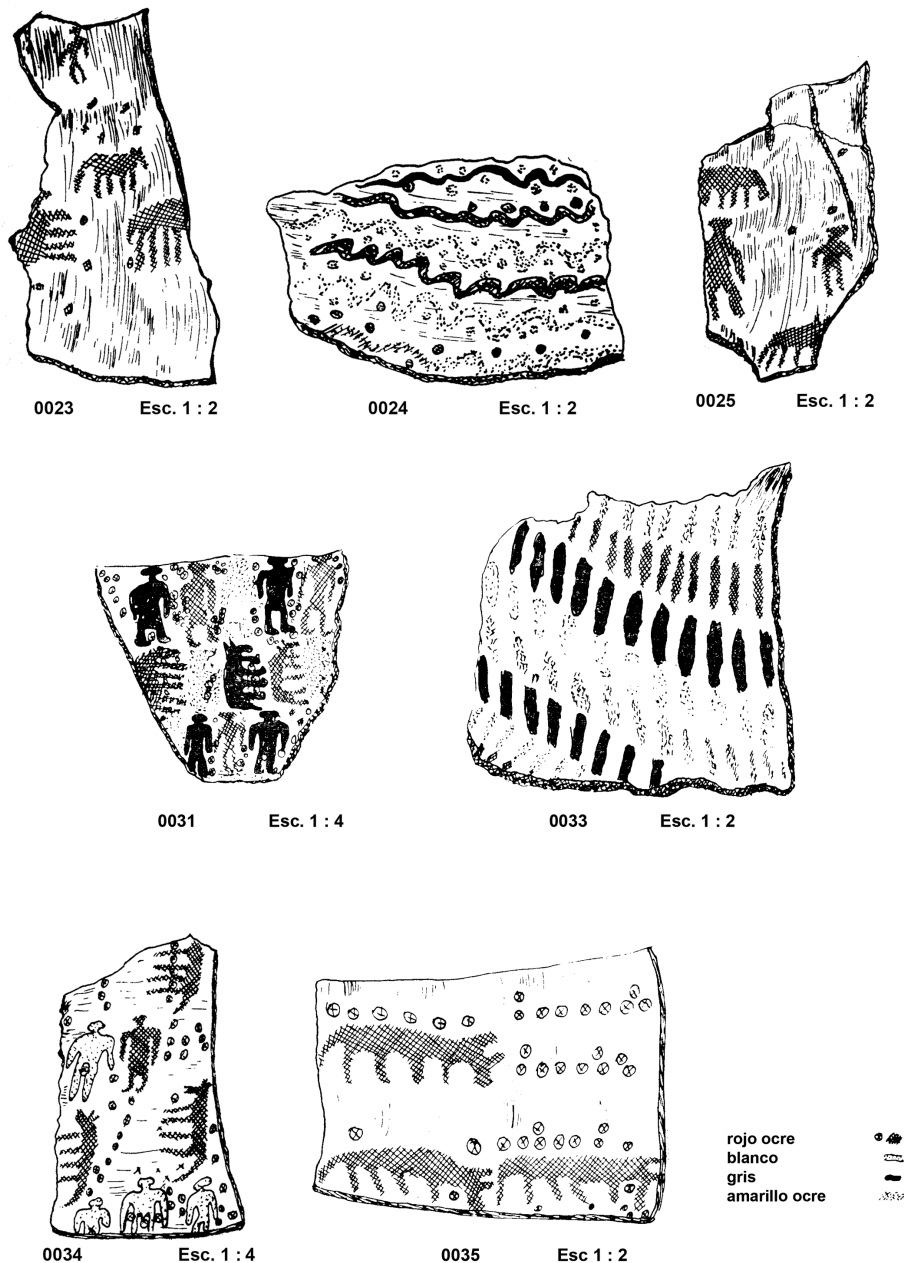 0023 Esc. 1 : 2
0024 Esc. 1 : 2
0025 Esc. 1 : 2
0031 Esc. 1 : 4
0033 Esc. 1 : 2
rojo ocre
blanco
gris
amarillo ocre
0034 Esc. 1 : 4
0035 Esc 1 : 2